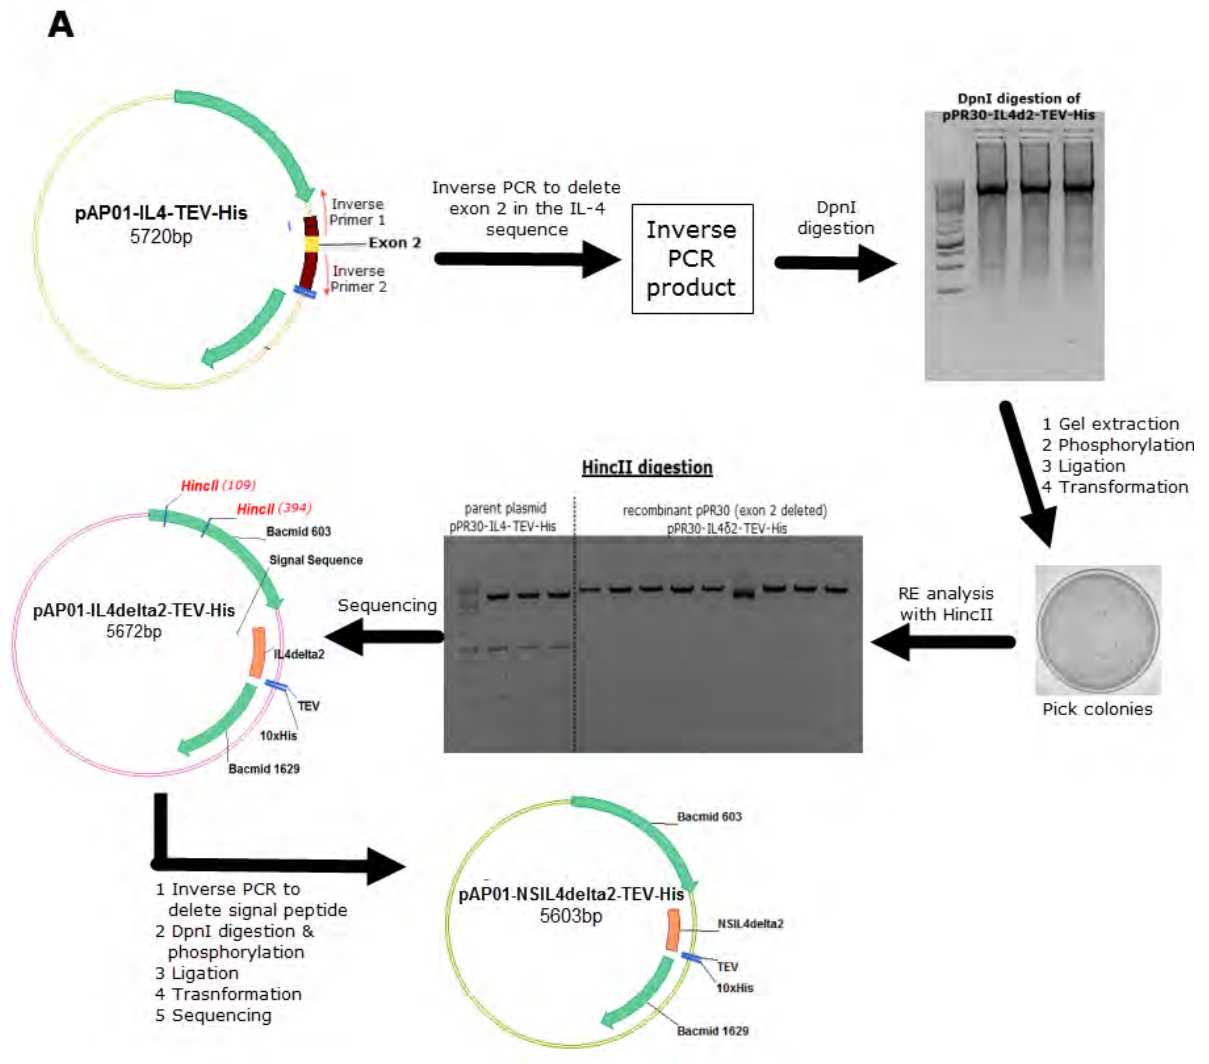 A
pAP01-IL4-TEV-His
5720bp
Inverse
Primer 1
Exon 2
Inverse
Primer 2
Inverse PCR to delete
exon 2 in the IL-4
sequence
Inverse
PCR
product
DpnI
digestion
DpnI digestion of
pPR30-IL4d2-TEV-His
1 Gel extraction
2 Phosphorylation
3 Ligation
4 Transformation
Pick colonies
RE analysis
with HincII
HincII digestion
parent plasmid
pPR30-IL4-TEV-His
recombinant pPR30 (exon 2 deleted)
pPR30-IL4δ2-TEV-His
Sequencing
HincII (109)
HincII (394)
Bacmid 603
Signal Sequence
pAP01-IL4delta2-TEV-His
5672bp
IL4delta2
TEV
10xHis
Bacmid 1629
1 Inverse PCR to
delete signal peptide
2 DpnI digestion &
phosphorylation
3 Ligation
4 Trasnformation
5 Sequencing
Bacmid 603
pAP01-NSIL4delta2-TEV-His
5603bp
NSIL4delta2
TEV
10xHis
Bacmid 1629